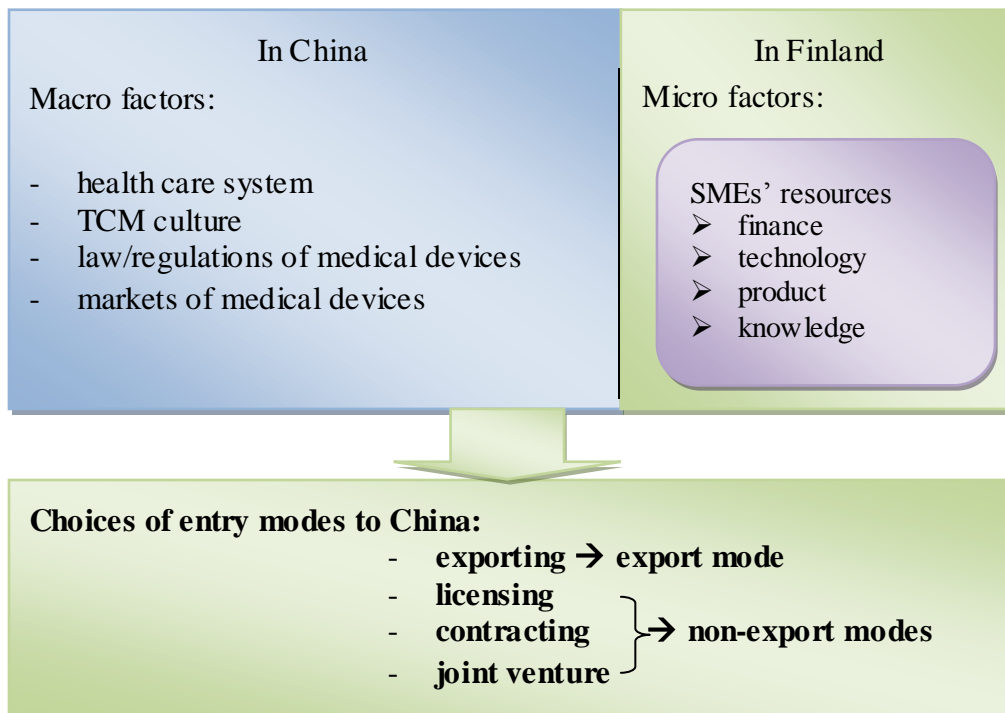 In China
Macro factors:
- health care system
- TCM culture
- law/regulations of medical devices
- markets of medical devices
In Finland
Micro factors:
SMEs' resources
➢ finance
➢ technology
➢ product
➢ knowledge
Choices of entry modes to China:
- exporting → export mode
- licensing
- contracting → non-export modes
- joint venture